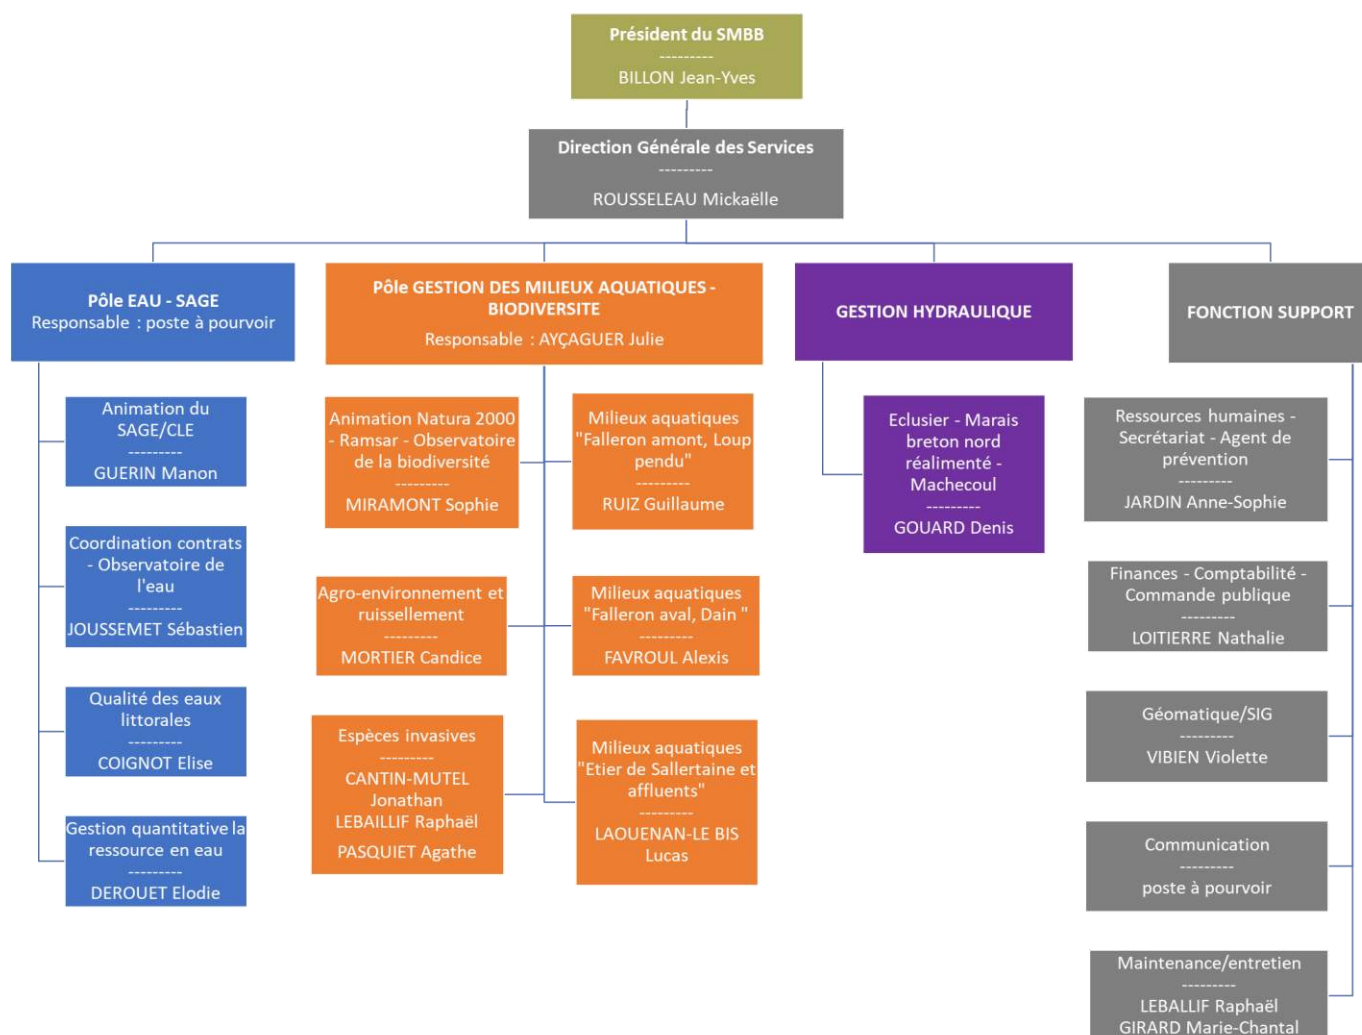 Président du SMBB
---------
BILLON Jean-Yves
Direction Générale des Services
---------
ROUSSELEAU Mickaëlle
Pôle EAU - SAGE
Responsable : poste à pourvoir
Animation du
SAGE/CLE
---------
GUERIN Manon
Coordination contrats
- Observatoire de
l'eau
---------
JOUSSEMET Sébastien
Qualité des eaux
littorales
---------
COIGNOT Elise
Gestion quantitative la
ressource en eau
---------
DEROUET Elodie
Pôle GESTION DES MILIEUX AQUATIQUES -
BIODIVERSITE
Responsable : AYÇAGUER Julie
Animation Natura 2000
- Ramsar - Observatoire
de la biodiversité
---------
MIRAMONT Sophie
Agro-environnement et
ruissellement
---------
MORTIER Candice
Espèces invasives
---------
CANTIN-MUTEL
Jonathan
LEBAILLIF Raphaël
PASQUIET Agathe
Milieux aquatiques
"Falleron amont, Loup
pendu"
---------
RUIZ Guillaume
Milieux aquatiques
"Falleron aval, Dain "
---------
FAVROUL Alexis
Milieux aquatiques
"Etier de Sallertaine et
affluents"
---------
LAOUENAN-LE BIS
Lucas
GESTION HYDRAULIQUE
Eclusier - Marais
breton nord
réalimenté -
Machecoul
---------
GOUARD Denis
FONCTION SUPPORT
Ressources humaines -
Secrétariat - Agent de
prévention
---------
JARDIN Anne-Sophie
Finances - Comptabilité -
Commande publique
---------
LOITIERRE Nathalie
Géomatique/SIG
---------
VIBIEN Violette
Communication
---------
poste à pourvoir
Maintenance/entretien
---------
LEBALLIF Raphaël
GIRARD Marie-Chantal